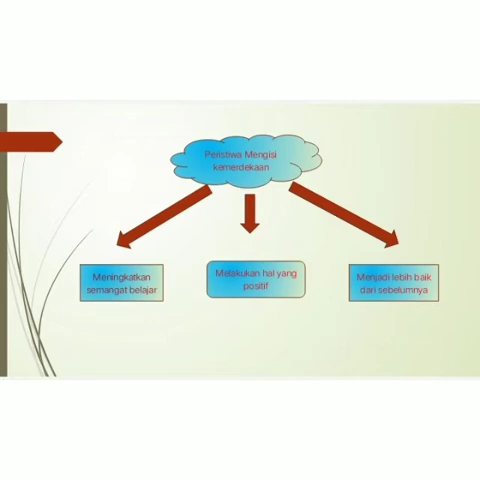 Peristiwa Mengisi
kemerdekaan
Meningkatkan
semangat belajar
Melakukan hal yang
positif
Menjadi lebih baik
dari sebelumnya